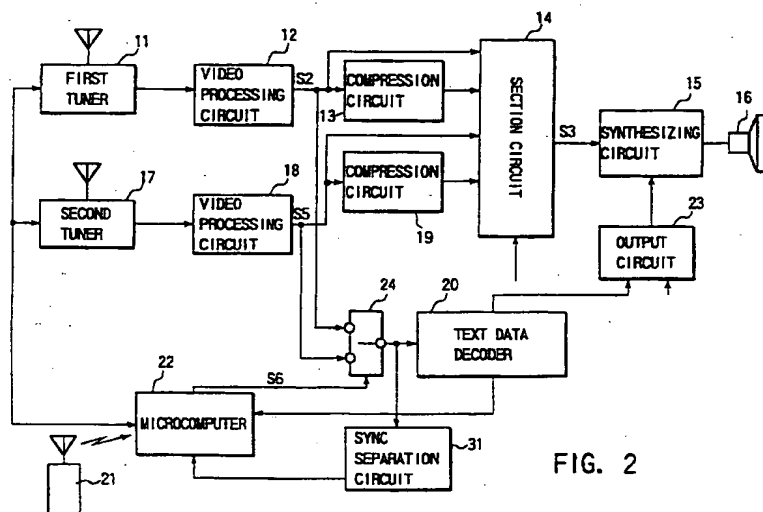 14
11
FIRST
TUNER
12
VIDEO
PROCESSING
CIRCUIT
S2
COMPRESSION
CIRCUIT
13
SECTION CIRCUIT
S3
15
SYNTHESIZING
CIRCUIT
16
17
SECOND
TUNER
18
VIDEO
PROCESSING
CIRCUIT
S5
COMPRESSION
CIRCUIT
19
23
OUTPUT
CIRCUIT
24
20
TEXT DATA
DECODER
22
S6
MICROCOMPUTER
SYNC
SEPARATION
CIRCUIT
31
21
FIG. 2